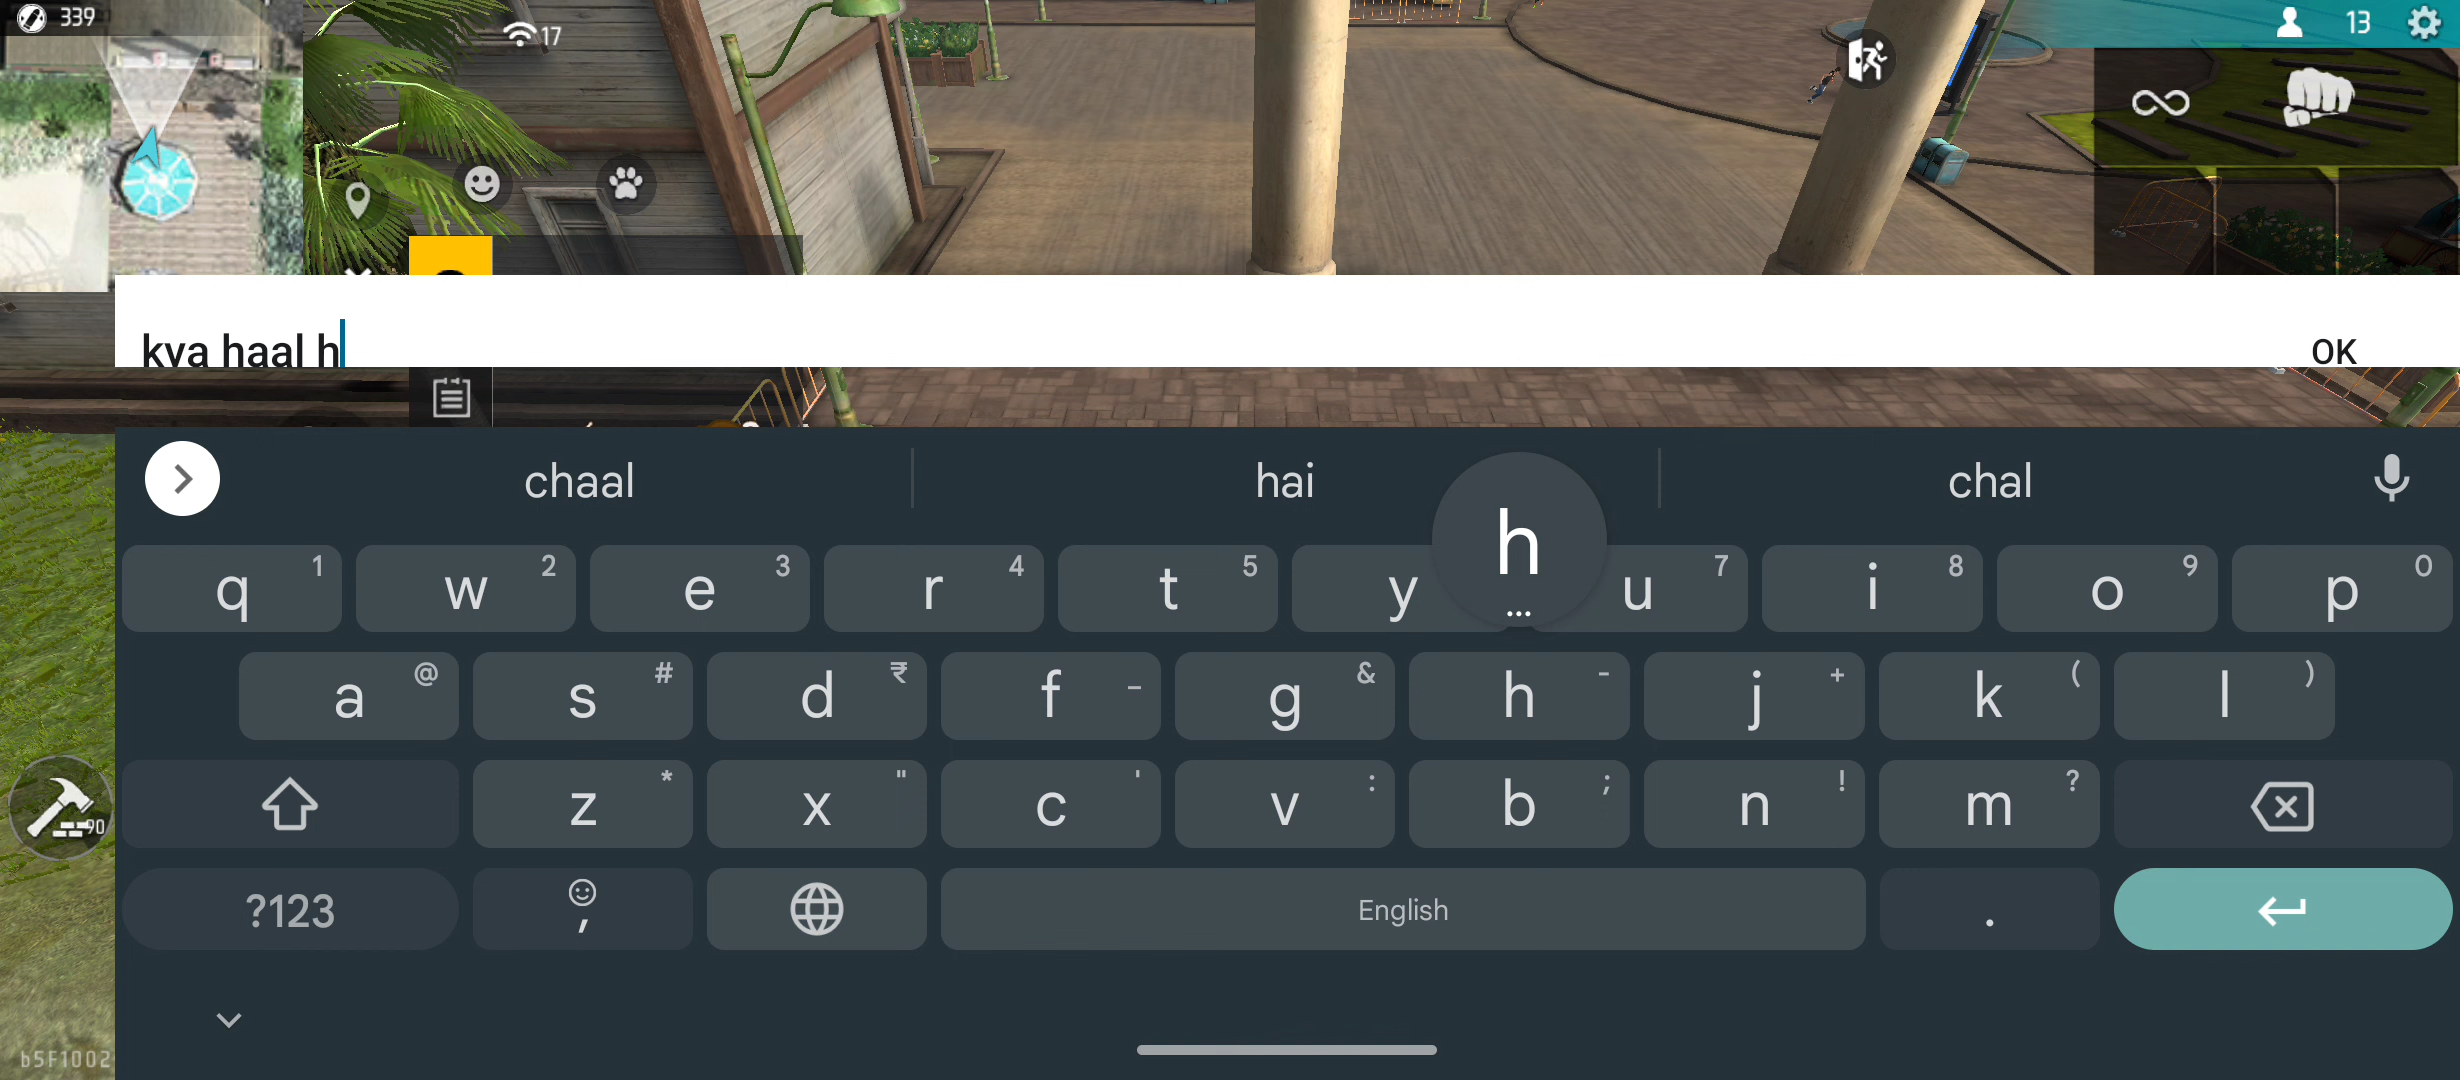 339
17
13
kya haal h
OK
chaal hai chal
h
...
q 1 w 2 e 3 r 4 t 5 y u 7 i 8 o 9 p 0
a @ s # d ₹ f _ g & h - j + k ( l )
z * x " c ' v : b ; n ! m ?
90
?123 , English .
b5F1002